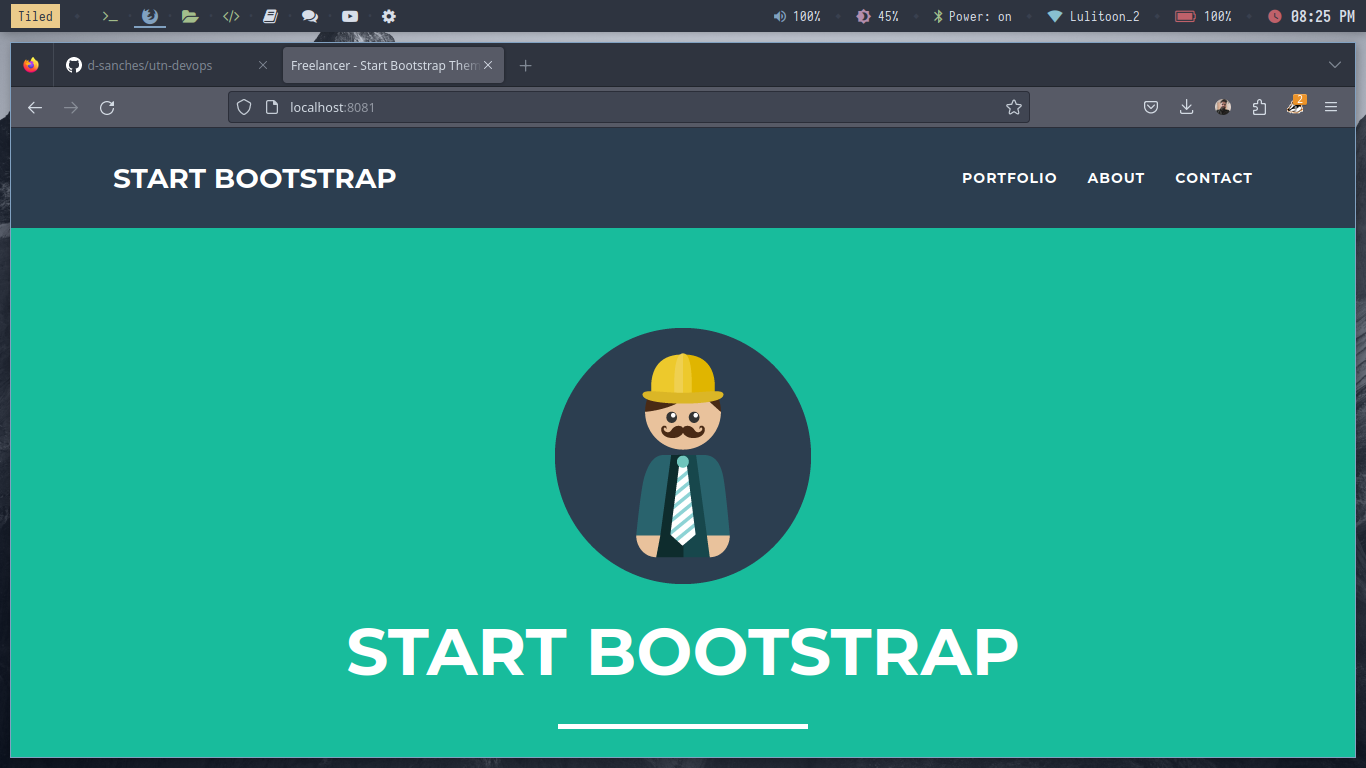 Tiled 100% 45% Power: on Lulitoon_2 100% 08:25 PM
d-sanches/utn-devops Freelancer - Start Bootstrap Them
localhost:8081 2
START BOOTSTRAP PORTFOLIO ABOUT CONTACT
START BOOTSTRAP